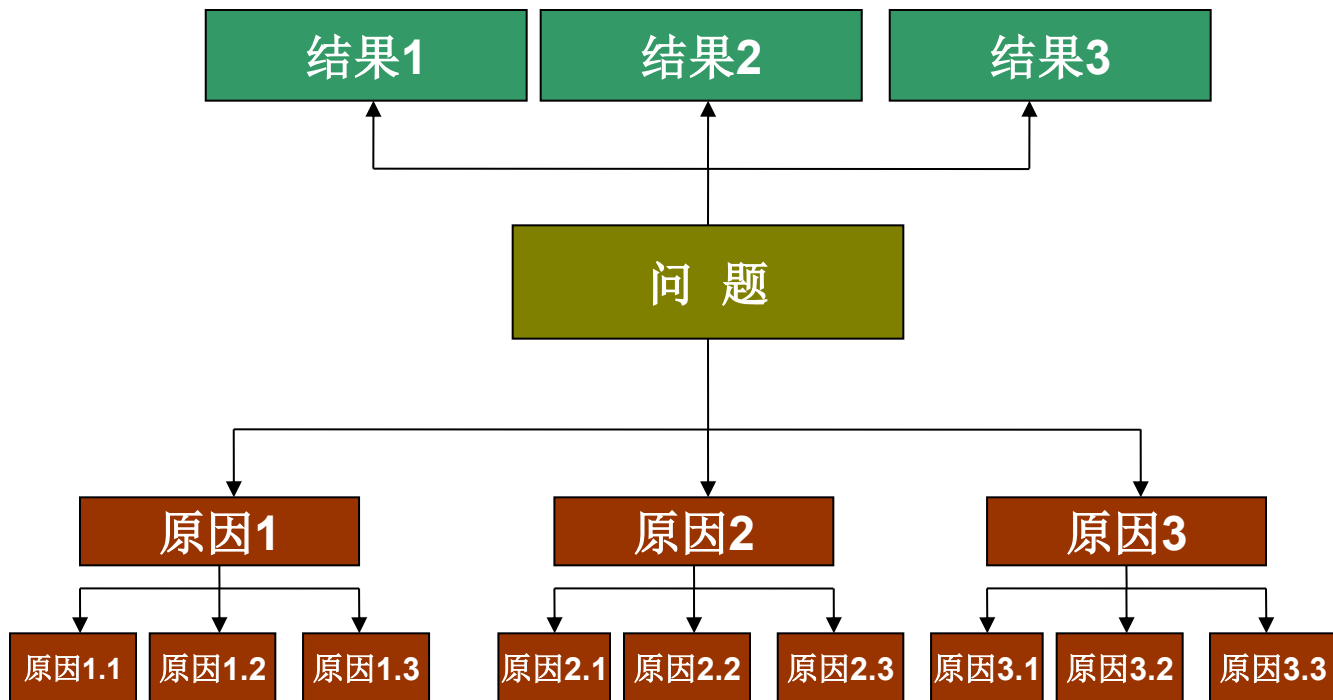 结果1
结果2
结果3
问 题
原因1
原因2
原因3
原因1.1
原因1.2
原因1.3
原因2.1
原因2.2
原因2.3
原因3.1
原因3.2
原因3.3